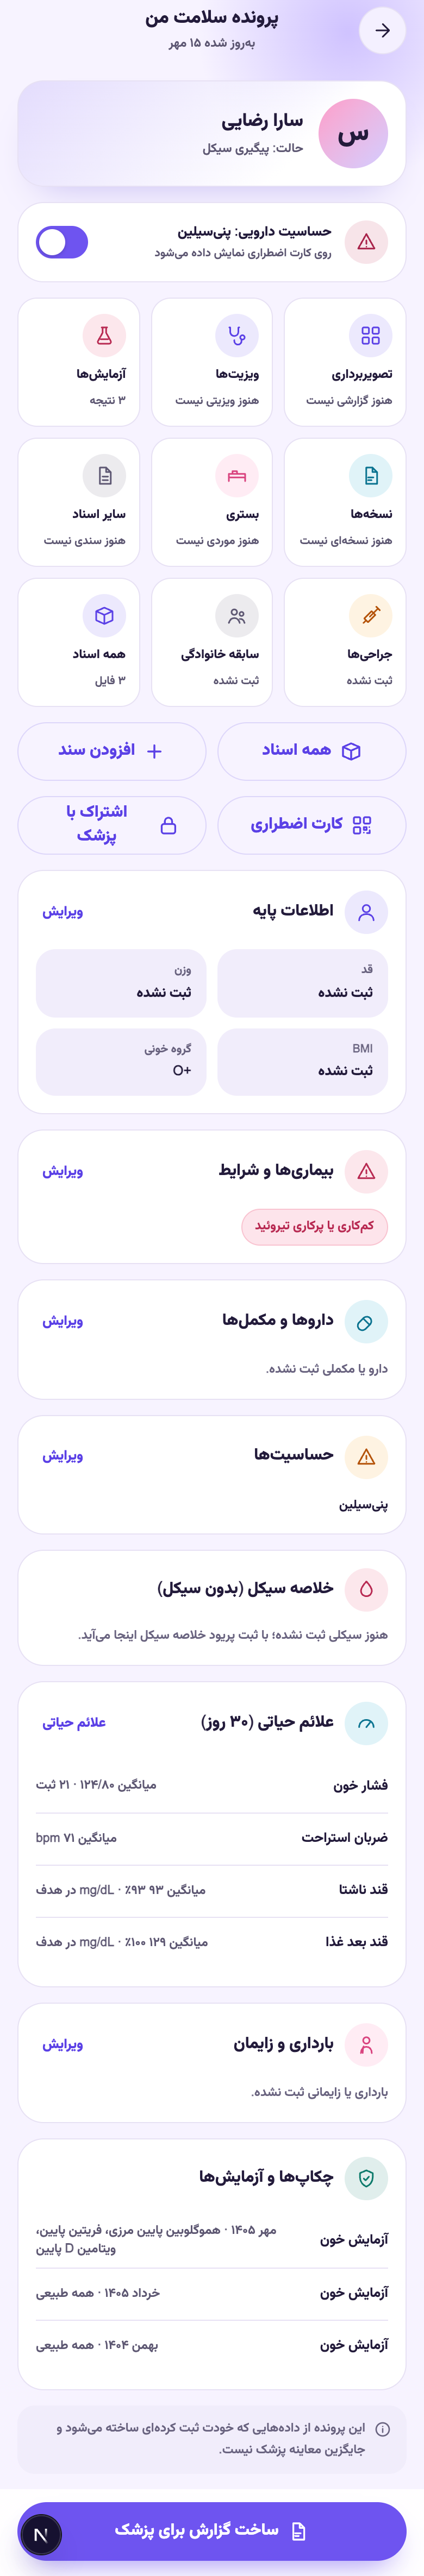 پرونده سلامت من
به‌روز شده ۱۵ مهر
س
سارا رضایی
حالت: پیگیری سیکل
حساسیت دارویی: پنی‌سیلین
روی کارت اضطراری نمایش داده می‌شود
تصویربرداری
هنوز گزارشی نیست
ویزیت‌ها
هنوز ویزیتی نیست
آزمایش‌ها
۳ نتیجه
نسخه‌ها
هنوز نسخه‌ای نیست
بستری
هنوز موردی نیست
سایر اسناد
هنوز سندی نیست
جراحی‌ها
ثبت نشده
سابقه خانوادگی
ثبت نشده
همه اسناد
۳ فایل
همه اسناد
افزودن سند
کارت اضطراری
اشتراک با
پزشک
اطلاعات پایه
ویرایش
قد
ثبت نشده
وزن
ثبت نشده
BMI
ثبت نشده
گروه خونی
O+
بیماری‌ها و شرایط
ویرایش
کم‌کاری یا پرکاری تیروئید
داروها و مکمل‌ها
ویرایش
دارو یا مکملی ثبت نشده.
حساسیت‌ها
ویرایش
پنی‌سیلین
خلاصه سیکل (بدون سیکل)
هنوز سیکلی ثبت نشده؛ با ثبت پریود خلاصه سیکل اینجا می‌آید.
علائم حیاتی (۳۰ روز)
علائم حیاتی
فشار خون
میانگین ۱۲۴/۸۰ · ۲۱ ثبت
ضربان استراحت
میانگین ۷۱ bpm
قند ناشتا
میانگین ۹۳ mg/dL · ٪۹۳ در هدف
قند بعد غذا
میانگین ۱۲۹ mg/dL · ٪۱۰۰ در هدف
بارداری و زایمان
ویرایش
بارداری یا زایمانی ثبت نشده.
چکاپ‌ها و آزمایش‌ها
آزمایش خون
مهر ۱۴۰۵ · هموگلوبین پایین مرزی، فریتین پایین،
ویتامین D پایین
آزمایش خون
خرداد ۱۴۰۵ · همه طبیعی
آزمایش خون
بهمن ۱۴۰۴ · همه طبیعی
این پرونده از داده‌هایی که خودت ثبت کرده‌ای ساخته می‌شود و
جایگزین معاینه پزشک نیست.
ساخت گزارش برای پزشک
N